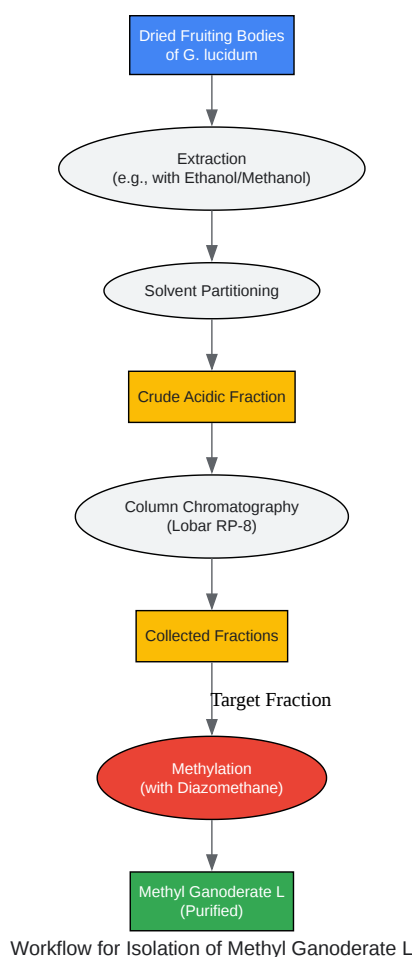 Dried Fruiting Bodies
of G. lucidum
Extraction
(e.g., with Ethanol/Methanol)
Solvent Partitioning
Crude Acidic Fraction
Column Chromatography
(Lobar RP-8)
Collected Fractions
Target Fraction
Methylation
(with Diazomethane)
Methyl Ganoderate L
(Purified)
Workflow for Isolation of Methyl Ganoderate L